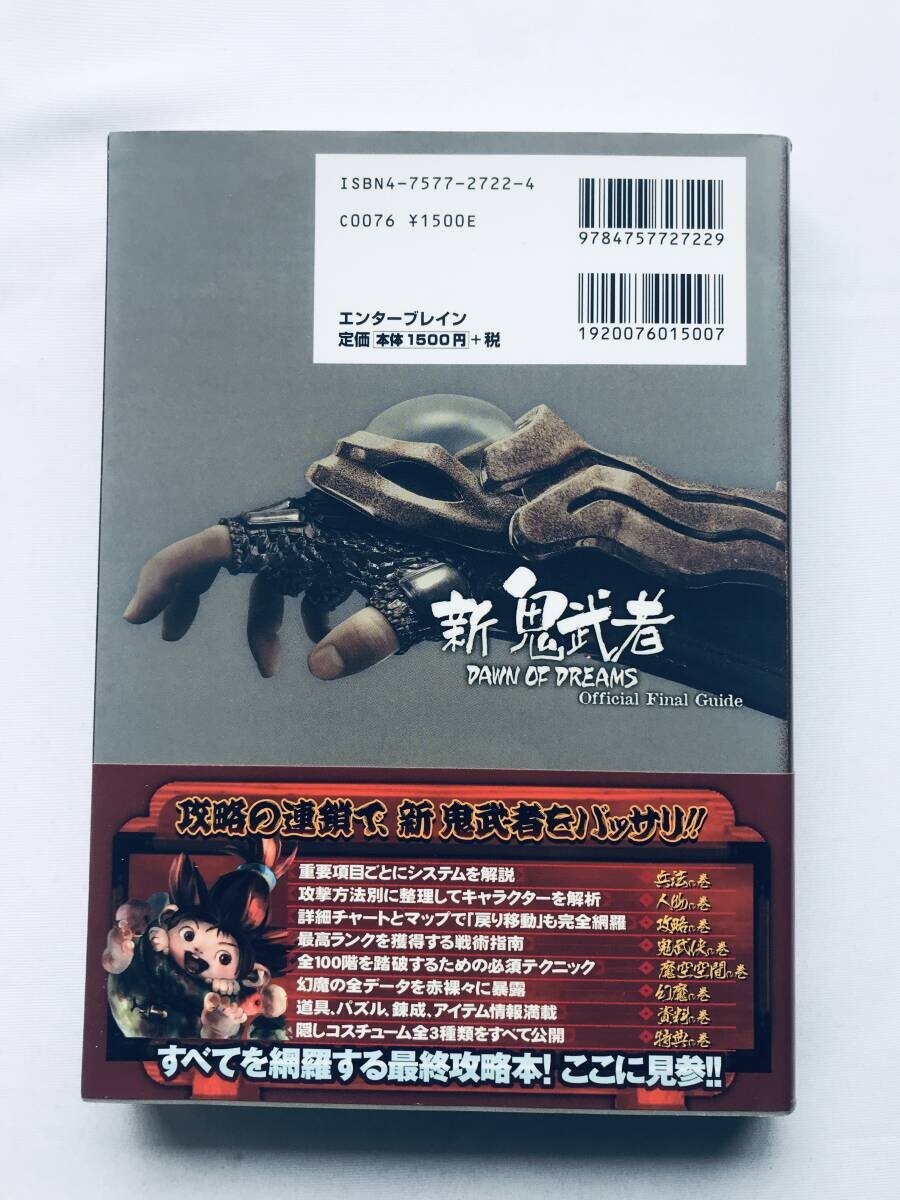 ISBN4-7577-2722-4
C0076 ¥1500E
9784757727229
エンターブレイン
定価 本体1500円 +税
1920076015007
新 鬼武者
DAWN OF DREAMS
Official Final Guide
攻略の連鎖で、新 鬼武者をバッサリ!!
重要項目ごとにシステムを解説 兵法の巻
攻撃方法別に整理してキャラクターを解析 人物の巻
詳細チャートとマップで「戻り移動」も完全網羅 攻略の巻
最高ランクを獲得する戦術指南 鬼武侠の巻
全100階を踏破するための必須テクニック 魔空空間の巻
幻魔の全データを赤裸々に暴露 幻魔の巻
道具、パズル、錬成、アイテム情報満載 資料の巻
隠しコスチューム全3種類をすべて公開 特典の巻
すべてを網羅する最終攻略本! ここに見参!!